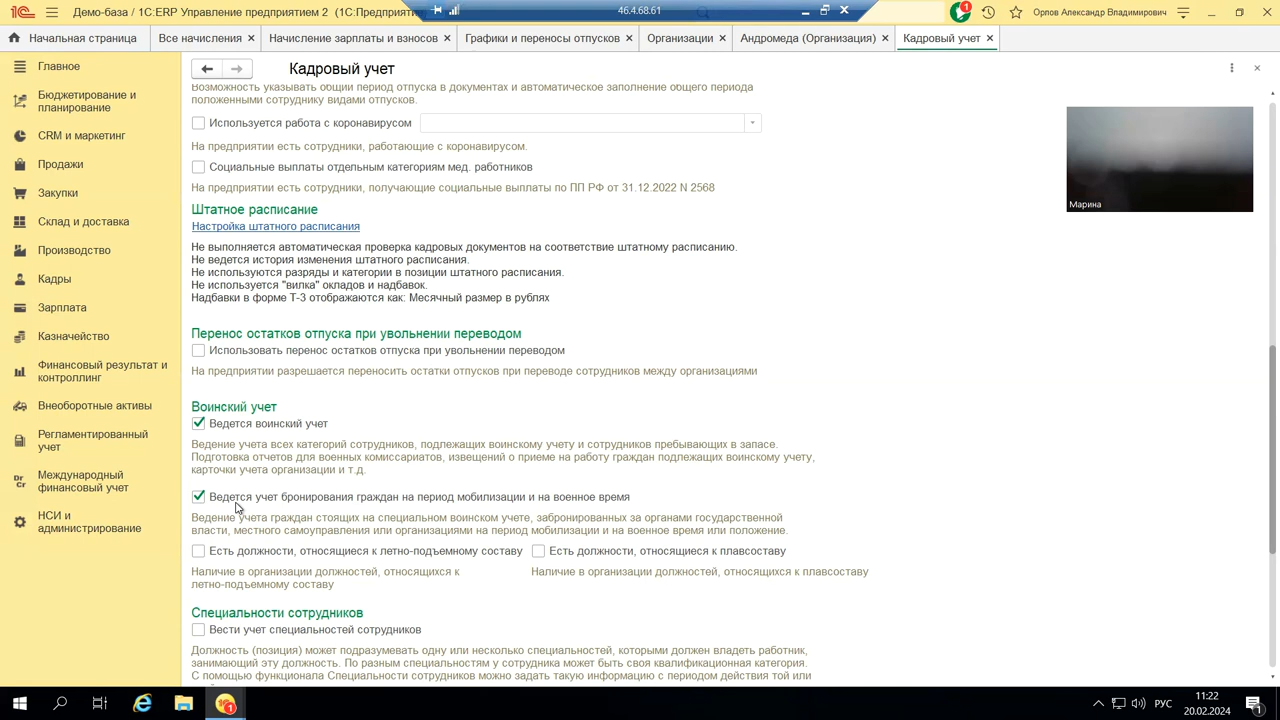 Демо-база / 1С:ERP Управление предприятием 2 (1С:Предприятие
46.4.68.61
1
Орлов Александр Владимирович
Начальная страница
Все начисления
Начисление зарплаты и взносов
Графики и переносы отпусков
Организации
Андромеда (Организация)
Кадровый учет
Главное
Бюджетирование и
планирование
CRM и маркетинг
Продажи
Закупки
Склад и доставка
Производство
Кадры
Зарплата
Казначейство
Финансовый результат и
контроллинг
Внеоборотные активы
Регламентированный
учет
Международный
финансовый учет
НСИ и
администрирование
Кадровый учет
Возможность указывать общий период отпуска в документах и автоматическое заполнение общего периода
положенными сотруднику видами отпусков.
Используется работа с коронавирусом
На предприятии есть сотрудники, работающие с коронавирусом.
Социальные выплаты отдельным категориям мед. работников
На предприятии есть сотрудники, получающие социальные выплаты по ПП РФ от 31.12.2022 N 2568
Штатное расписание
Настройка штатного расписания
Не выполняется автоматическая проверка кадровых документов на соответствие штатному расписанию.
Не ведется история изменения штатного расписания.
Не используются разряды и категории в позиции штатного расписания.
Не используется "вилка" окладов и надбавок.
Надбавки в форме Т-3 отображаются как: Месячный размер в рублях
Перенос остатков отпуска при увольнении переводом
Использовать перенос остатков отпуска при увольнении переводом
На предприятии разрешается переносить остатки отпусков при переводе сотрудников между организациями
Воинский учет
Ведется воинский учет
Ведение учета всех категорий сотрудников, подлежащих воинскому учету и сотрудников пребывающих в запасе.
Подготовка отчетов для военных комиссариатов, извещений о приеме на работу граждан подлежащих воинскому учету,
карточки учета организации и т.д.
Ведется учет бронирования граждан на период мобилизации и на военное время
Ведение учета граждан стоящих на специальном воинском учете, забронированных за органами государственной
власти, местного самоуправления или организациями на период мобилизации и на военное время или положение.
Есть должности, относящиеся к летно-подъемному составу
Есть должности, относящиеся к плавсоставу
Наличие в организации должностей, относящихся к
летно-подъемному составу
Наличие в организации должностей, относящихся к плавсоставу
Специальности сотрудников
Вести учет специальностей сотрудников
Должность (позиция) может подразумевать одну или несколько специальностей, которыми должен владеть работник,
занимающий эту должность. По разным специальностям у сотрудника может быть своя квалификационная категория.
С помощью функционала Специальности сотрудников можно задать такую информацию с периодом действия той или
Марина
РУС
11:22
20.02.2024
1